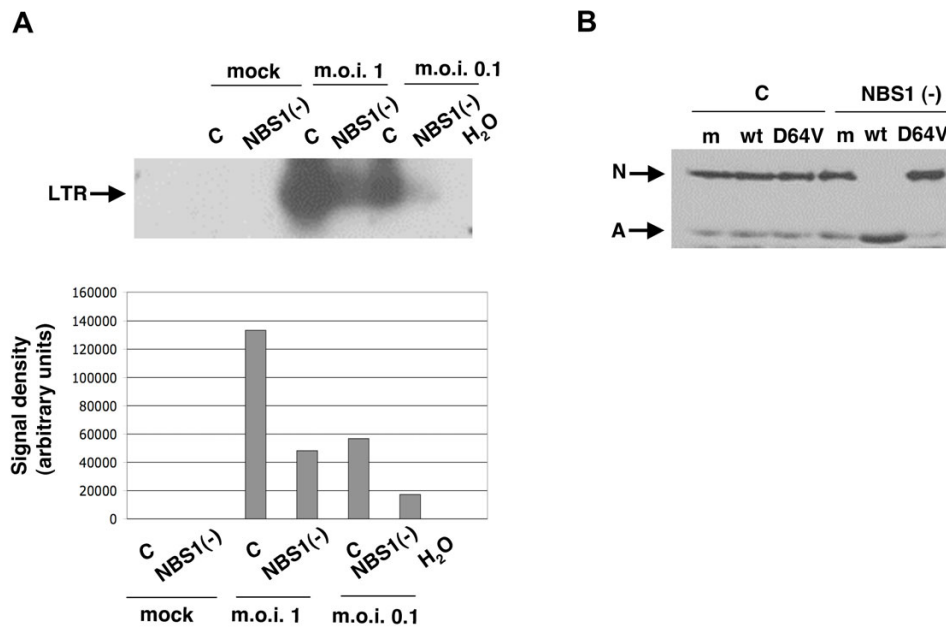 A
mock m.o.i. 1 m.o.i. 0.1
C NBS1(-) C NBS1(-) C NBS1(-) H2O
LTR
160000
140000
120000
100000
80000
60000
40000
20000
0
Signal density
(arbitrary units)
C NBS1(-) C NBS1(-) C NBS1(-) H2O
mock m.o.i. 1 m.o.i. 0.1
B
C NBS1 (-)
m wt D64V m wt D64V
N
A